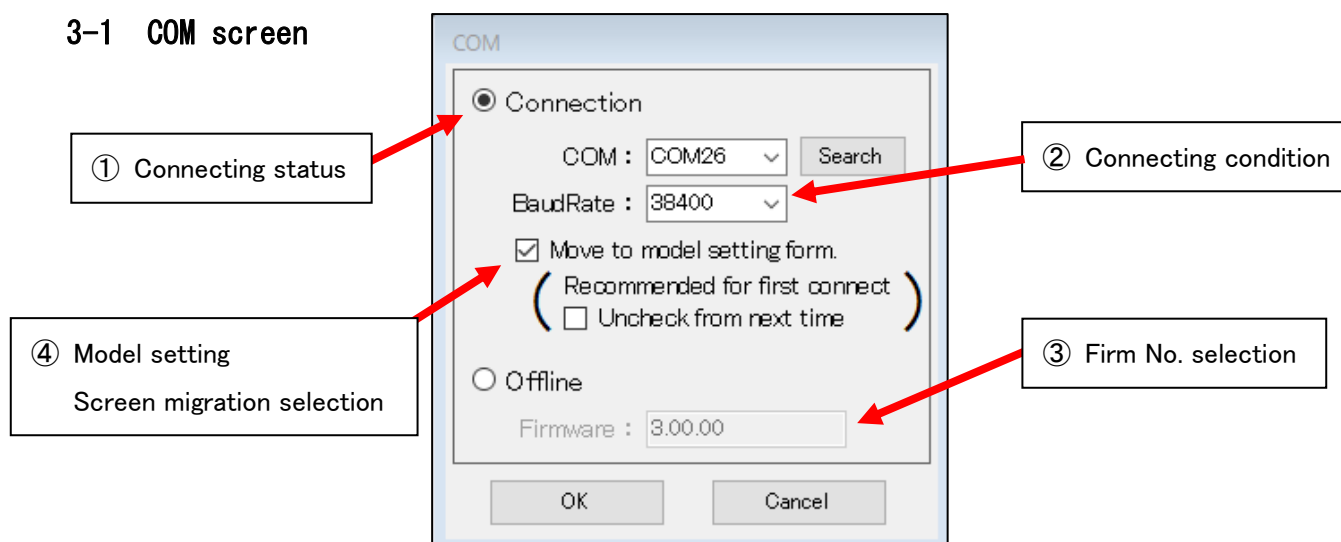 3-1 COM screen
COM
Connection
① Connecting status
COM : COM26 Search
② Connecting condition
BaudRate : 38400
Move to model setting form.
( Recommended for first connect )
Uncheck from next time
④ Model setting
Screen migration selection
③ Firm No. selection
Offline
Firmware : 3.00.00
OK Cancel